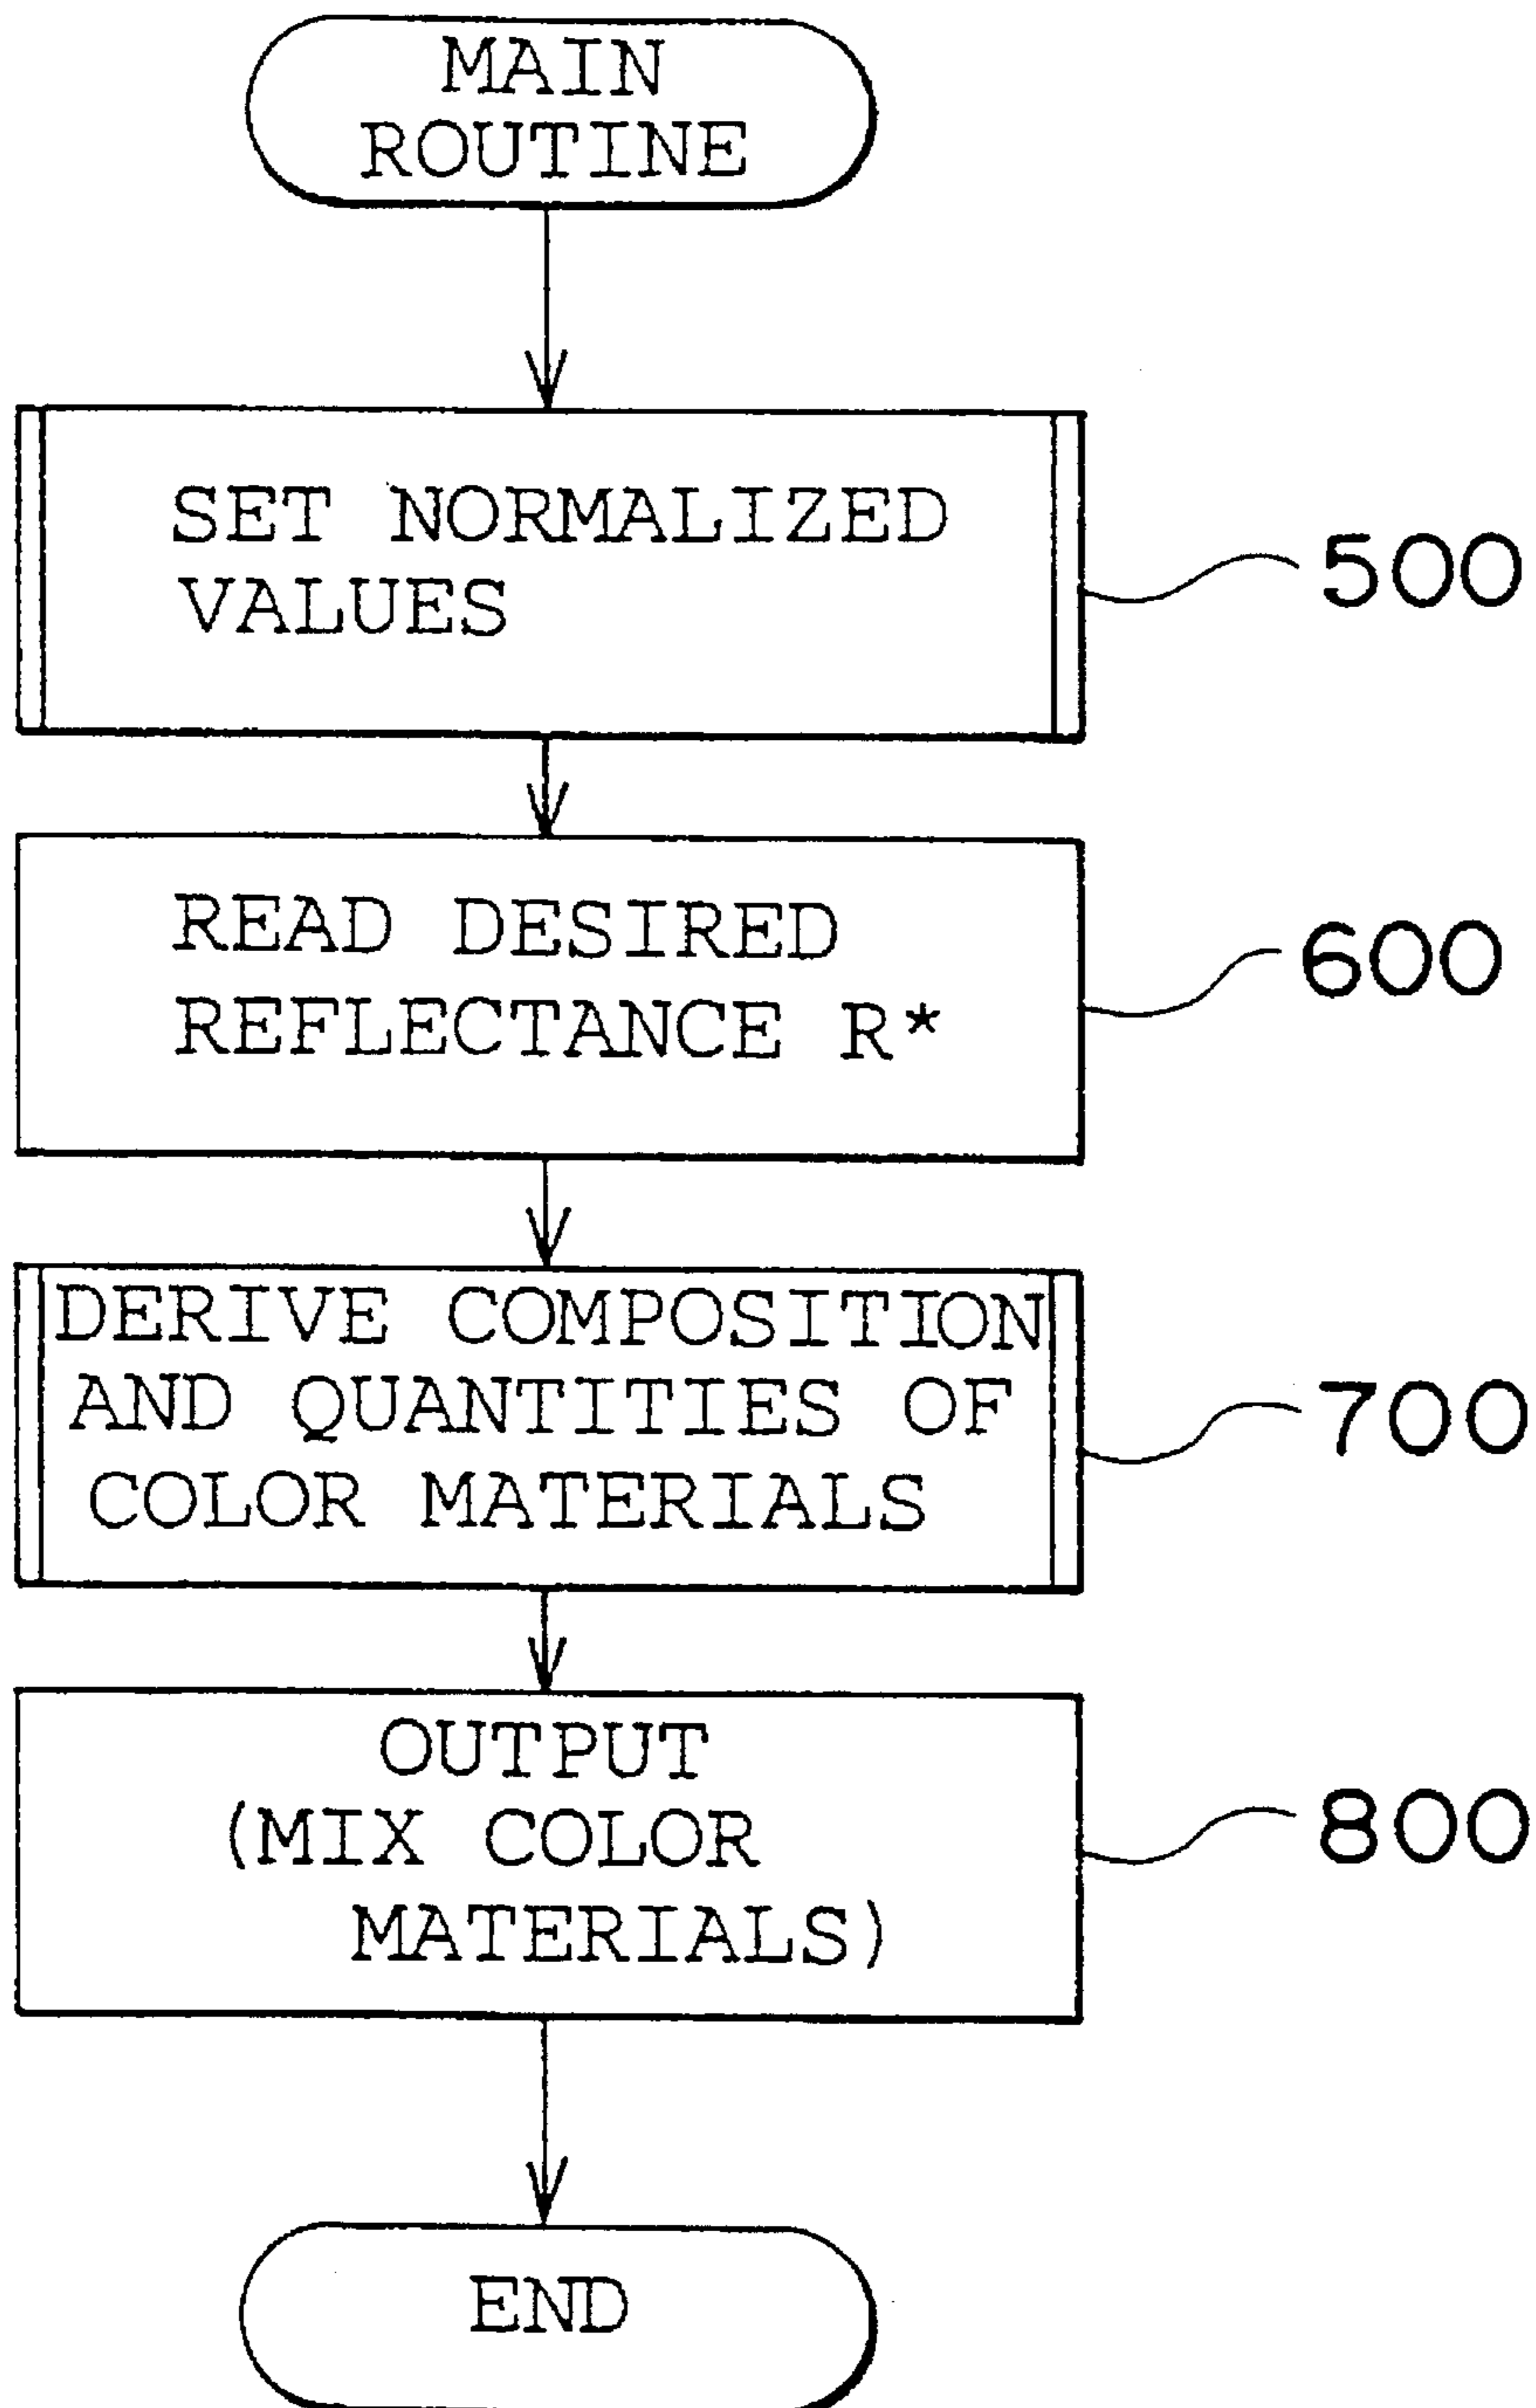 MAIN
ROUTINE
SET NORMALIZED
VALUES
500
READ DESIRED
REFLECTANCE R*
600
DERIVE COMPOSITION
AND QUANTITIES OF
COLOR MATERIALS
700
OUTPUT
(MIX COLOR
MATERIALS)
800
END